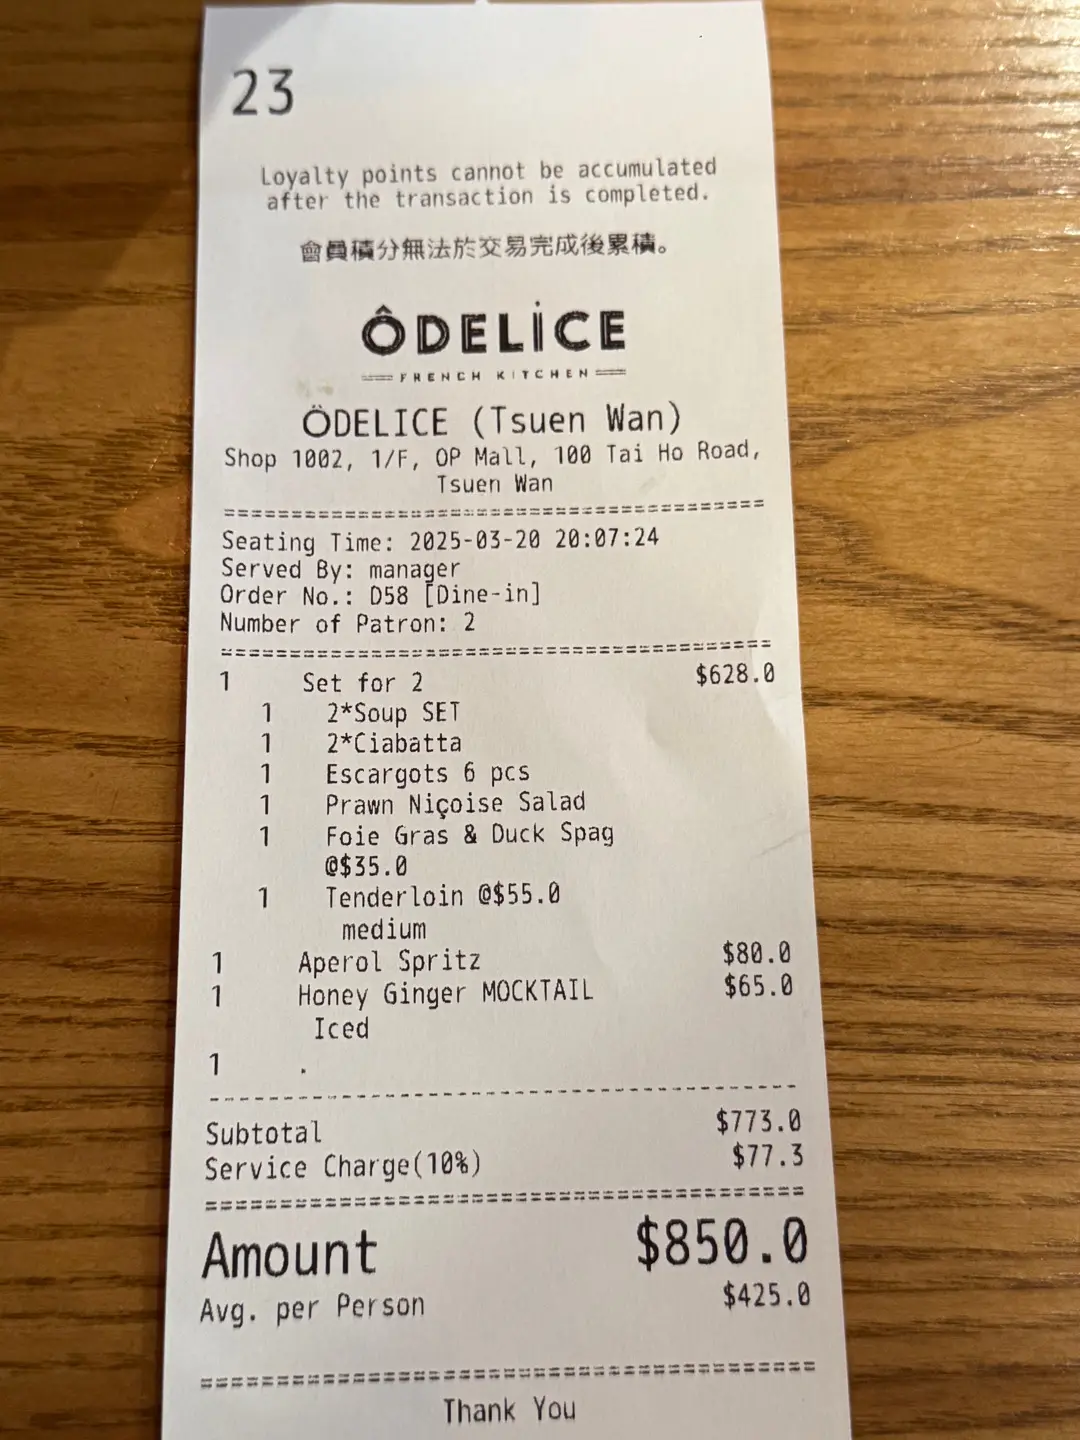 23
Loyalty points cannot be accumulated
after the transaction is completed.
會員積分無法於交易完成後累積。
ÔDELİCE
FRENCH KITCHEN
ÖDELICE (Tsuen Wan)
Shop 1002, 1/F, OP Mall, 100 Tai Ho Road,
Tsuen Wan
Seating Time: 2025-03-20 20:07:24
Served By: manager
Order No.: D58 [Dine-in]
Number of Patron: 2
1 Set for 2 $628.0
1 2*Soup SET
1 2*Ciabatta
1 Escargots 6 pcs
1 Prawn Niçoise Salad
1 Foie Gras & Duck Spag
@$35.0
1 Tenderloin @$55.0
medium
1 Aperol Spritz $80.0
1 Honey Ginger MOCKTAIL $65.0
Iced
1 .
Subtotal $773.0
Service Charge(10%) $77.3
Amount $850.0
Avg. per Person $425.0
Thank You